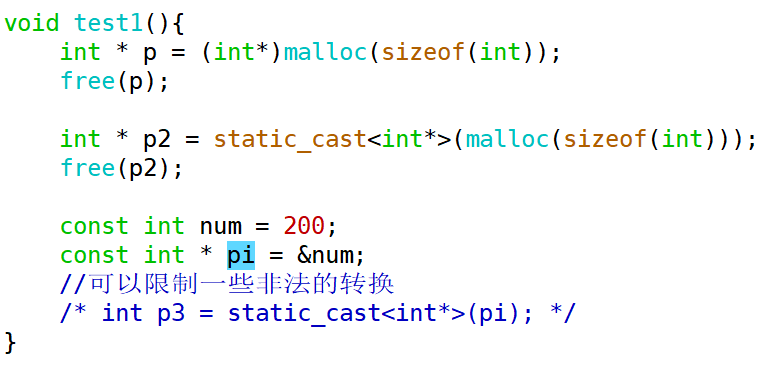 void test1(){
    int * p = (int*)malloc(sizeof(int));
    free(p);

    int * p2 = static_cast<int*>(malloc(sizeof(int)));
    free(p2);

    const int num = 200;
    const int * pi = &num;
    //可以限制一些非法的转换
    /* int p3 = static_cast<int*>(pi); */
}